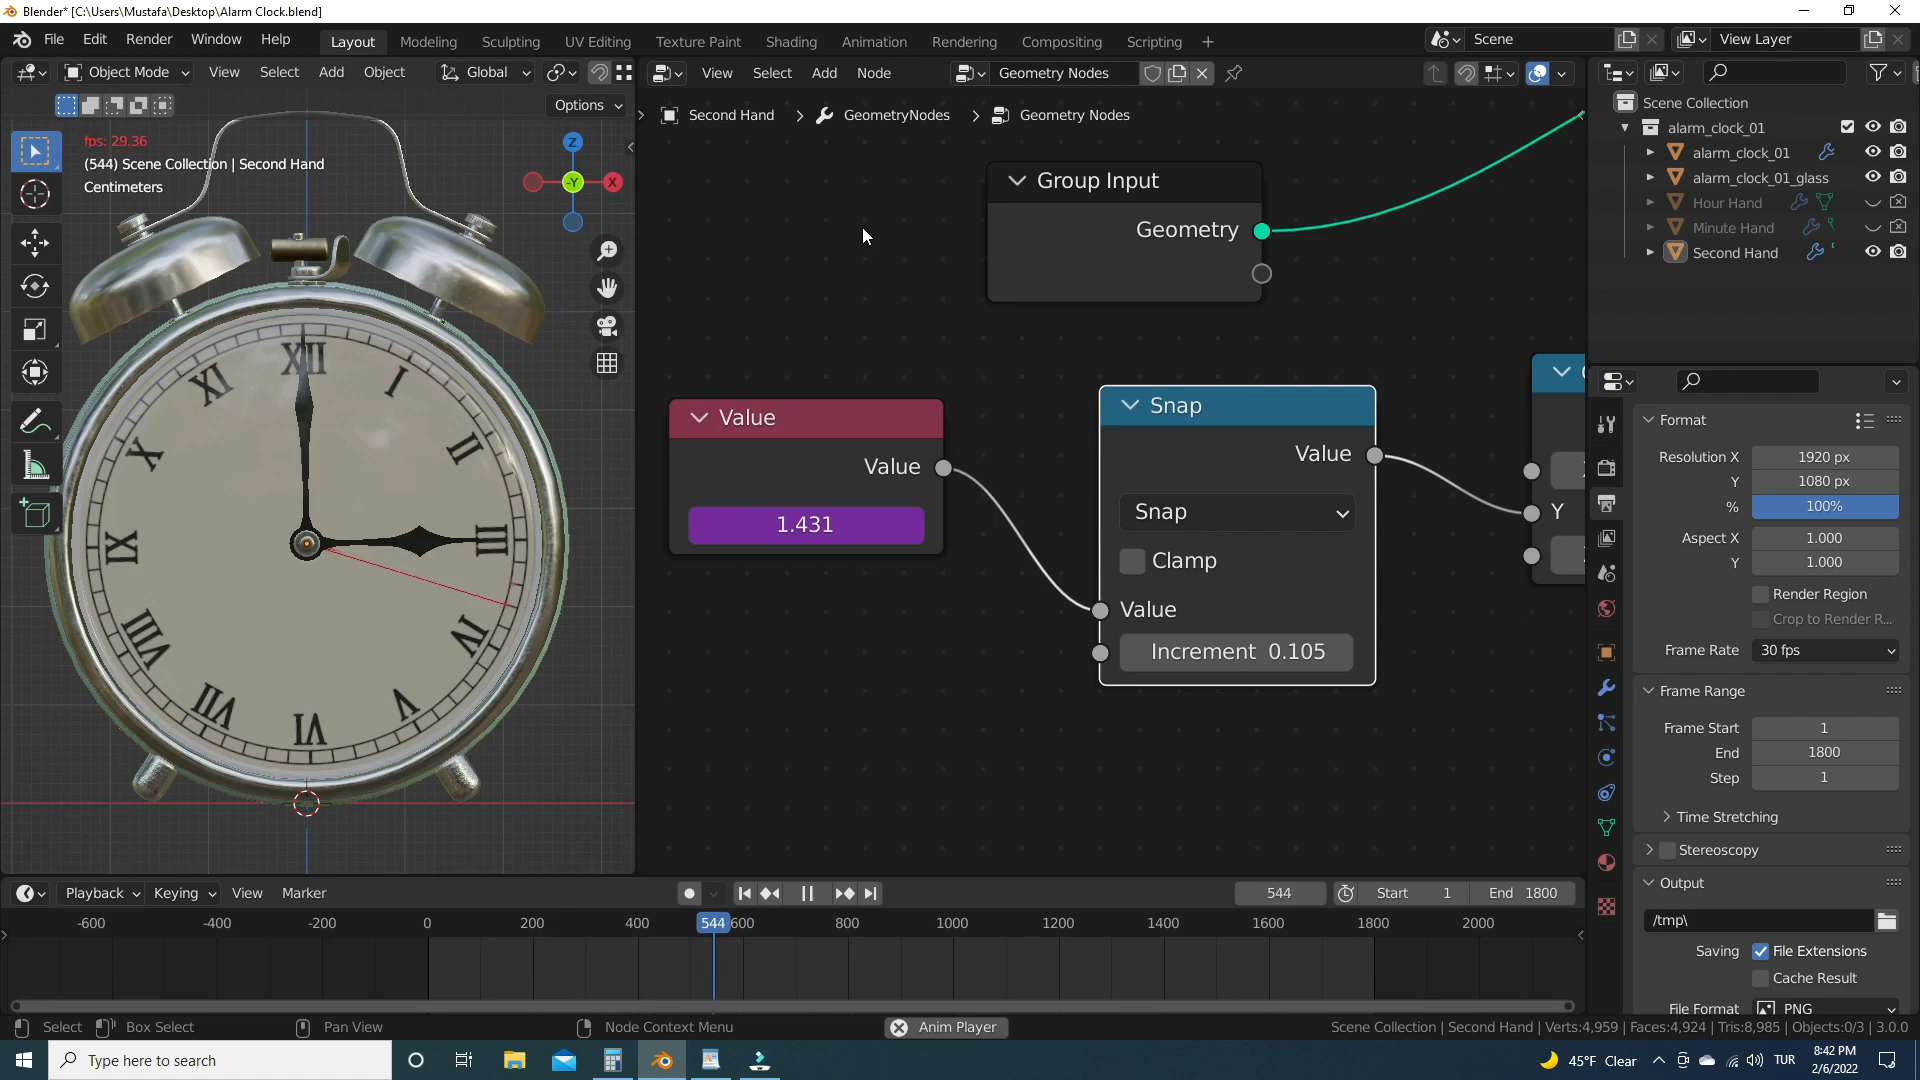 Blender* [C:\Users\Mustafa\Desktop\Alarm Clock.blend]
File Edit Render Window Help
Layout Modeling Sculpting UV Editing Texture Paint Shading Animation Rendering Compositing Scripting +
Scene
View Layer
Object Mode View Select Add Object Global
View Select Add Node Geometry Nodes
Options
Second Hand > GeometryNodes > Geometry Nodes
fps: 29.36
(544) Scene Collection | Second Hand
Centimeters
Z
-Y X
XII
I
II
III
IV
V
VI
VII
VIII
IX
X
XI
Group Input
Geometry
Value
Value
1.431
Snap
Value
Snap
Clamp
Value
Increment 0.105
Y
Scene Collection
alarm_clock_01
alarm_clock_01
alarm_clock_01_glass
Hour Hand
Minute Hand
Second Hand
Format
Resolution X 1920 px
Y 1080 px
% 100%
Aspect X 1.000
Y 1.000
Render Region
Crop to Render R...
Frame Rate 30 fps
Frame Range
Frame Start 1
End 1800
Step 1
Time Stretching
Stereoscopy
Output
/tmp\
Saving File Extensions
Cache Result
File Format PNG
Playback Keying View Marker
544 Start 1 End 1800
-600 -400 -200 0 200 400 544 600 800 1000 1200 1400 1600 1800 2000
Select Box Select Pan View Node Context Menu Anim Player
Scene Collection | Second Hand | Verts:4,959 | Faces:4,924 | Tris:8,985 | Objects:0/3 | 3.0.0
Type here to search
45°F Clear TUR
8:42 PM
2/6/2022